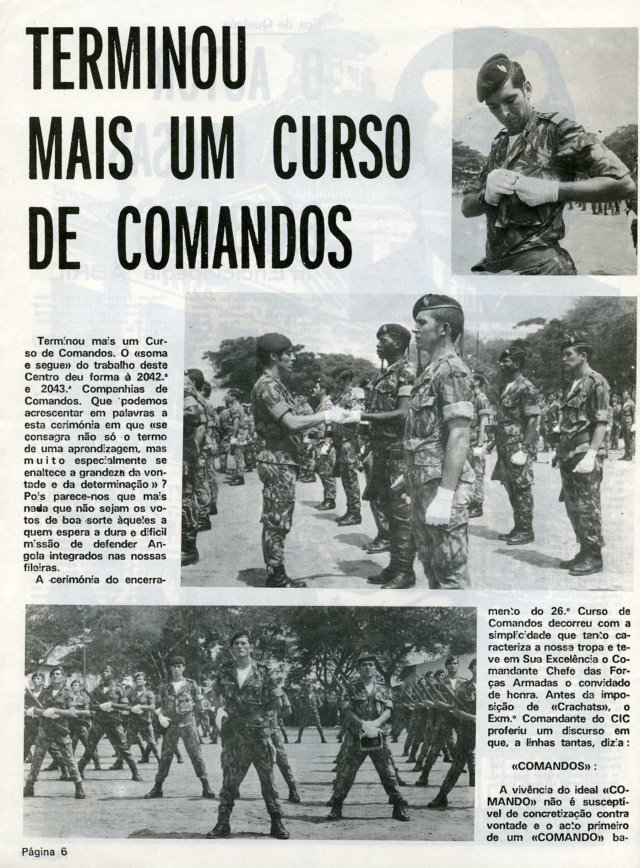 TERMINOU
MAIS UM CURSO
DE COMANDOS
Terminou mais um Cur-
so de Comandos. O «soma
e segue» do trabalho deste
Centro deu forma à 2042.ª
e 2043.ª Companhias de
Comandos. Que podemos
acrescentar em palavras a
esta cerimónia em que «se
consagra não só o termo
de uma aprendizagem, mas
muito especialmente se
enaltece a grandeza da von-
tade e da determinação» ?
Pois parece-nos que mais
nada que não sejam os vo-
tos de boa sorte àqueles a
quem espera a dura e difícil
missão de defender An-
gola integrados nas nossas
fileiras.
A cerimónia do encerra-
mento do 26.º Curso de
Comandos decorreu com a
simplicidade que tanto ca-
racteriza a nossa tropa e te-
ve em Sua Excelência o Co-
mandante Chefe das For-
ças Armadas o convidado
de honra. Antes da impo-
sição de «Crachats», o
Exm.º Comandante do CIC
proferiu um discurso em
que, a linhas tantas, dizia :
«COMANDOS» :
A vivência do ideal «CO-
MANDO» não é susceptí-
vel de concretização contra
vontade e o acto primeiro
de um «COMANDO» ba-
Página 6